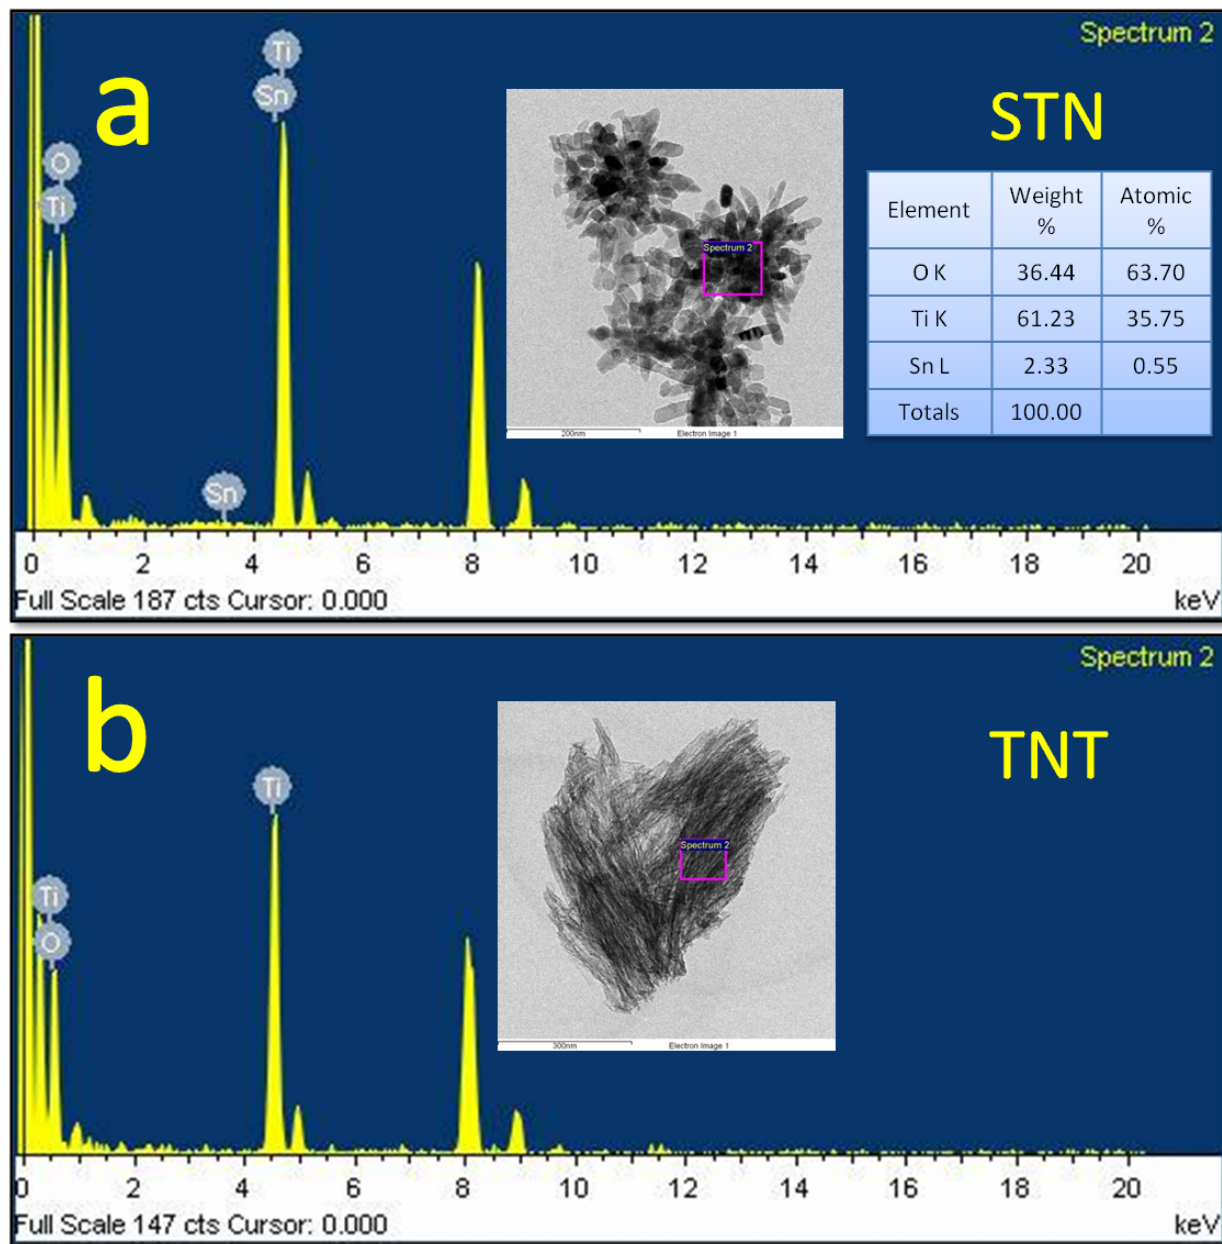 Spectrum 2
a
STN
Ti
Sn
O
Ti
Sn
Spectrum 2
200nm Electron Image 1
Element Weight % Atomic %
O K 36.44 63.70
Ti K 61.23 35.75
Sn L 2.33 0.55
Totals 100.00
0 2 4 6 8 10 12 14 16 18 20
Full Scale 187 cts Cursor: 0.000 keV
Spectrum 2
b
TNT
Ti
Ti
O
Spectrum 2
300nm Electron Image 1
0 2 4 6 8 10 12 14 16 18 20
Full Scale 147 cts Cursor: 0.000 keV